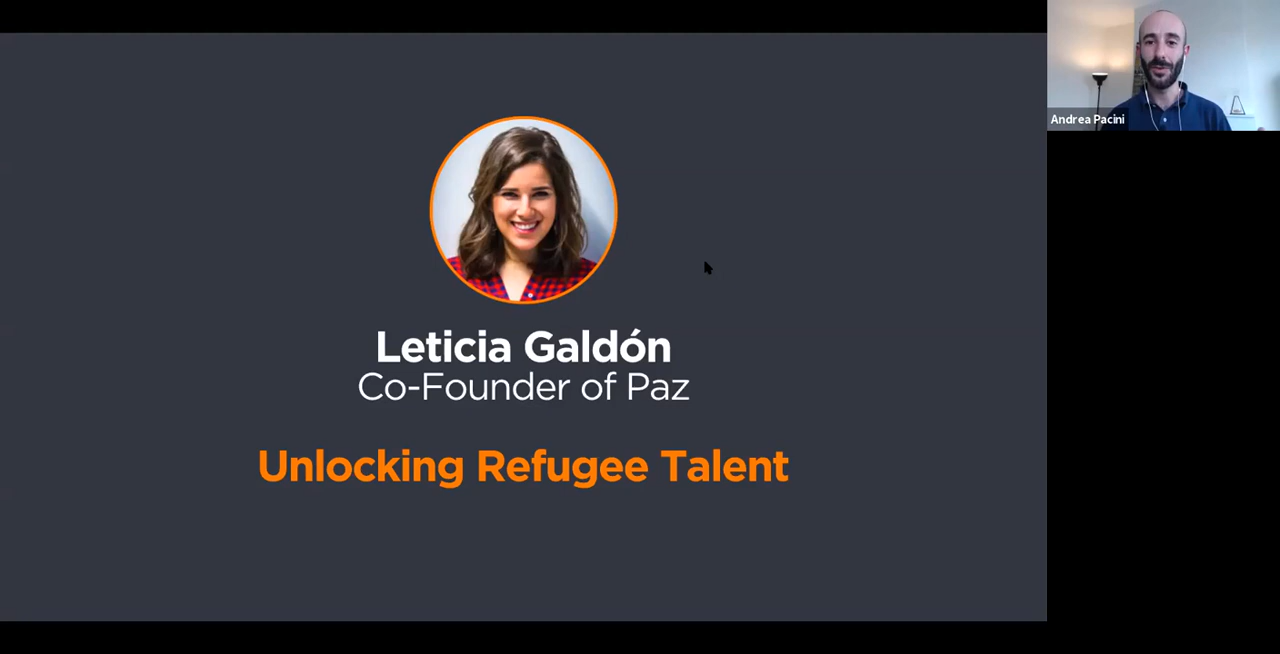 Leticia Galdón
Co-Founder of Paz
Unlocking Refugee Talent
Andrea Pacini